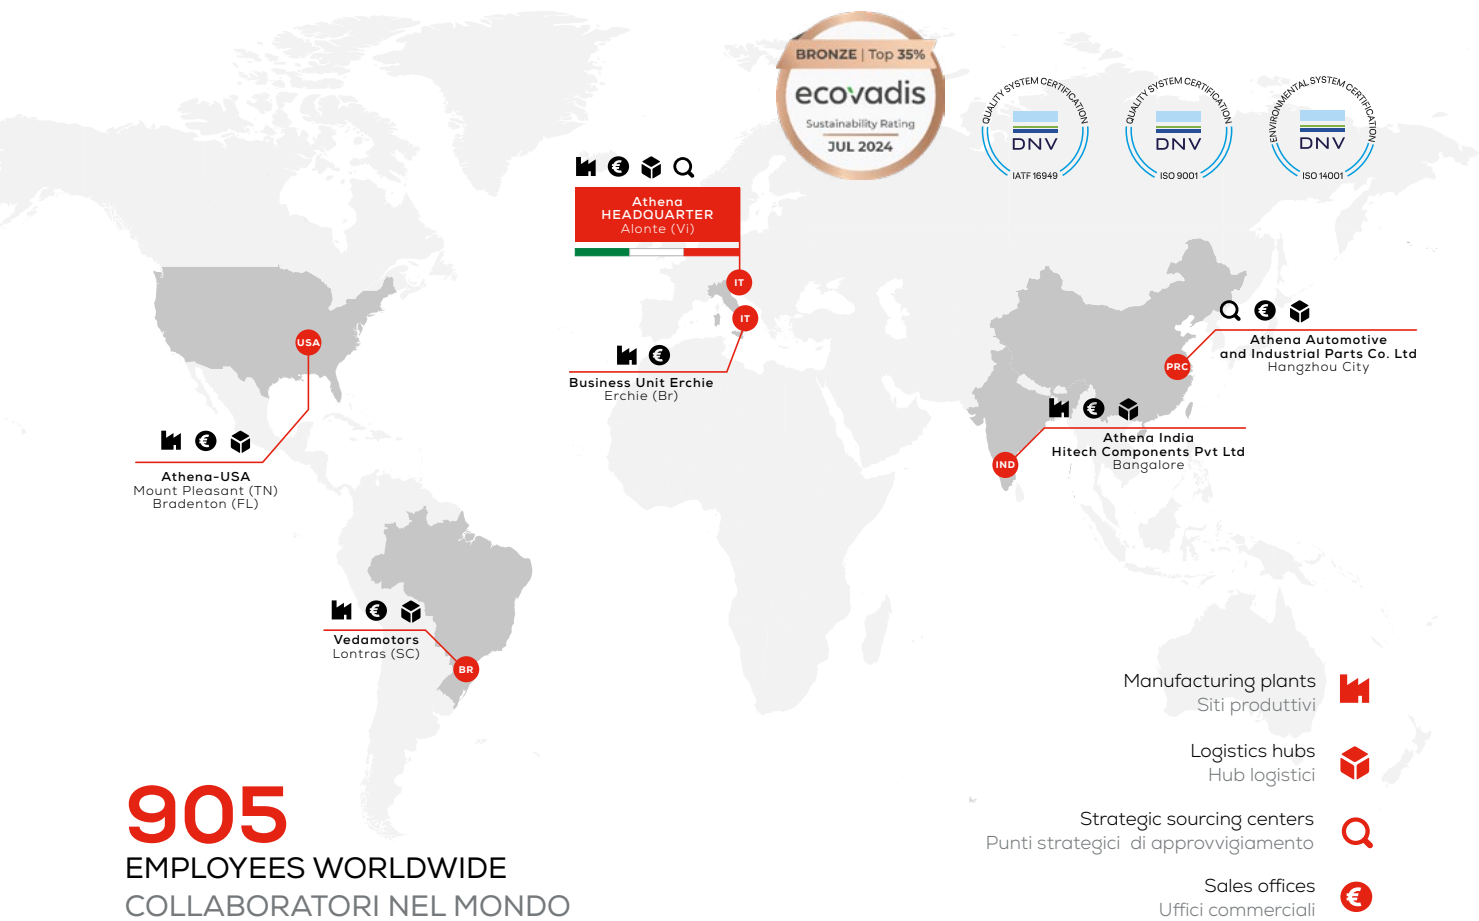 BRONZE | Top 35%
ecovadis
Sustainability Rating
JUL 2024
QUALITY SYSTEM CERTIFICATION
DNV
IATF 16949
QUALITY SYSTEM CERTIFICATION
DNV
ISO 9001
ENVIRONMENTAL SYSTEM CERTIFICATION
DNV
ISO 14001
€
Athena
HEADQUARTER
Alonte (Vi)
IT
IT
€
Business Unit Erchie
Erchie (Br)
USA
€
Athena-USA
Mount Pleasant (TN)
Bradenton (FL)
€
Athena Automotive
and Industrial Parts Co. Ltd
Hangzhou City
PRC
€
Athena India
Hitech Components Pvt Ltd
Bangalore
IND
€
Vedamotors
Lontras (SC)
BR
Manufacturing plants
Siti produttivi
Logistics hubs
Hub logistici
Strategic sourcing centers
Punti strategici di approvvigiamento
Sales offices
Uffici commerciali
€
905
EMPLOYEES WORLDWIDE
COLLABORATORI NEL MONDO